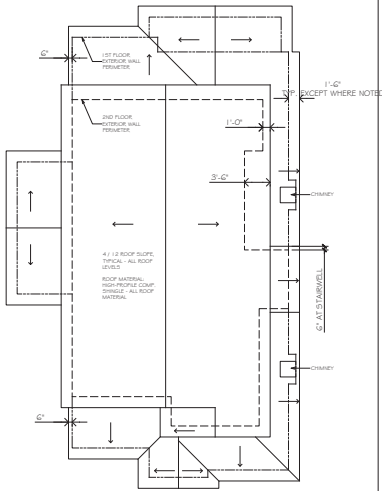 6"
1ST FLOOR
EXTERIOR WALL
PERIMETER
1'-6"
TYP. EXCEPT WHERE NOTED
2ND FLOOR
EXTERIOR WALL
PERIMETER
1'-0"
3'-6"
CHIMNEY
4 / 12 ROOF SLOPE,
TYPICAL - ALL ROOF
LEVELS
ROOF MATERIAL:
HIGH-PROFILE COMP.
SHINGLE - ALL ROOF
MATERIAL
6" AT STAIRWELL
CHIMNEY
6"